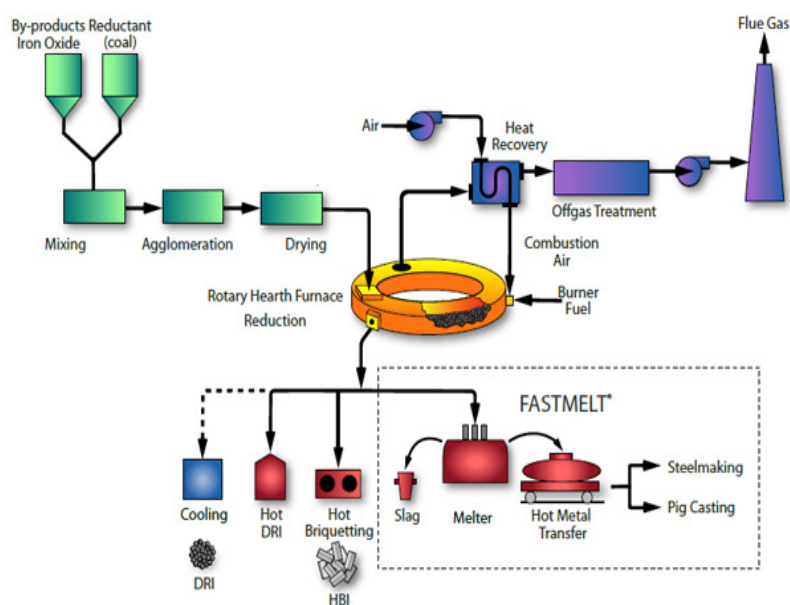 By-products Reductant
Iron Oxide (coal)
Flue Gas
Air
Heat
Recovery
Mixing
Agglomeration
Drying
Offgas Treatment
Combustion
Air
Rotary Hearth Furnace
Reduction
Burner
Fuel
FASTMELT*
Cooling
Hot
DRI
Hot
Briquetting
Slag
Melter
Hot Metal
Transfer
Steelmaking
Pig Casting
DRI
HBI